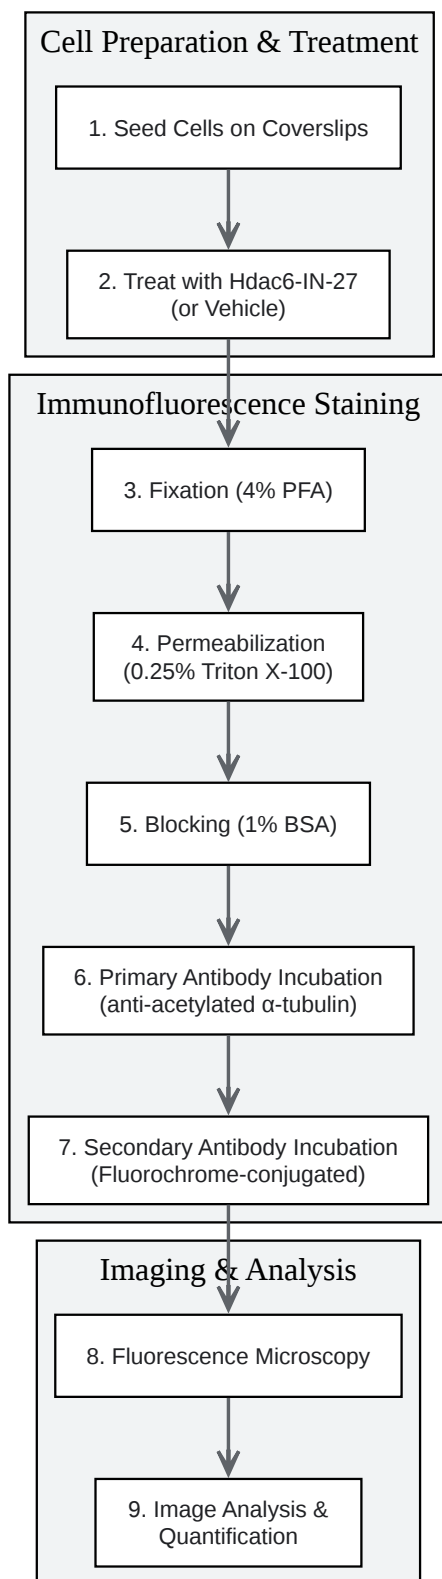 Cell Preparation & Treatment
1. Seed Cells on Coverslips
2. Treat with Hdac6-IN-27
(or Vehicle)
Immunofluorescence Staining
3. Fixation (4% PFA)
4. Permeabilization
(0.25% Triton X-100)
5. Blocking (1% BSA)
6. Primary Antibody Incubation
(anti-acetylated α-tubulin)
7. Secondary Antibody Incubation
(Fluorochrome-conjugated)
Imaging & Analysis
8. Fluorescence Microscopy
9. Image Analysis &
Quantification